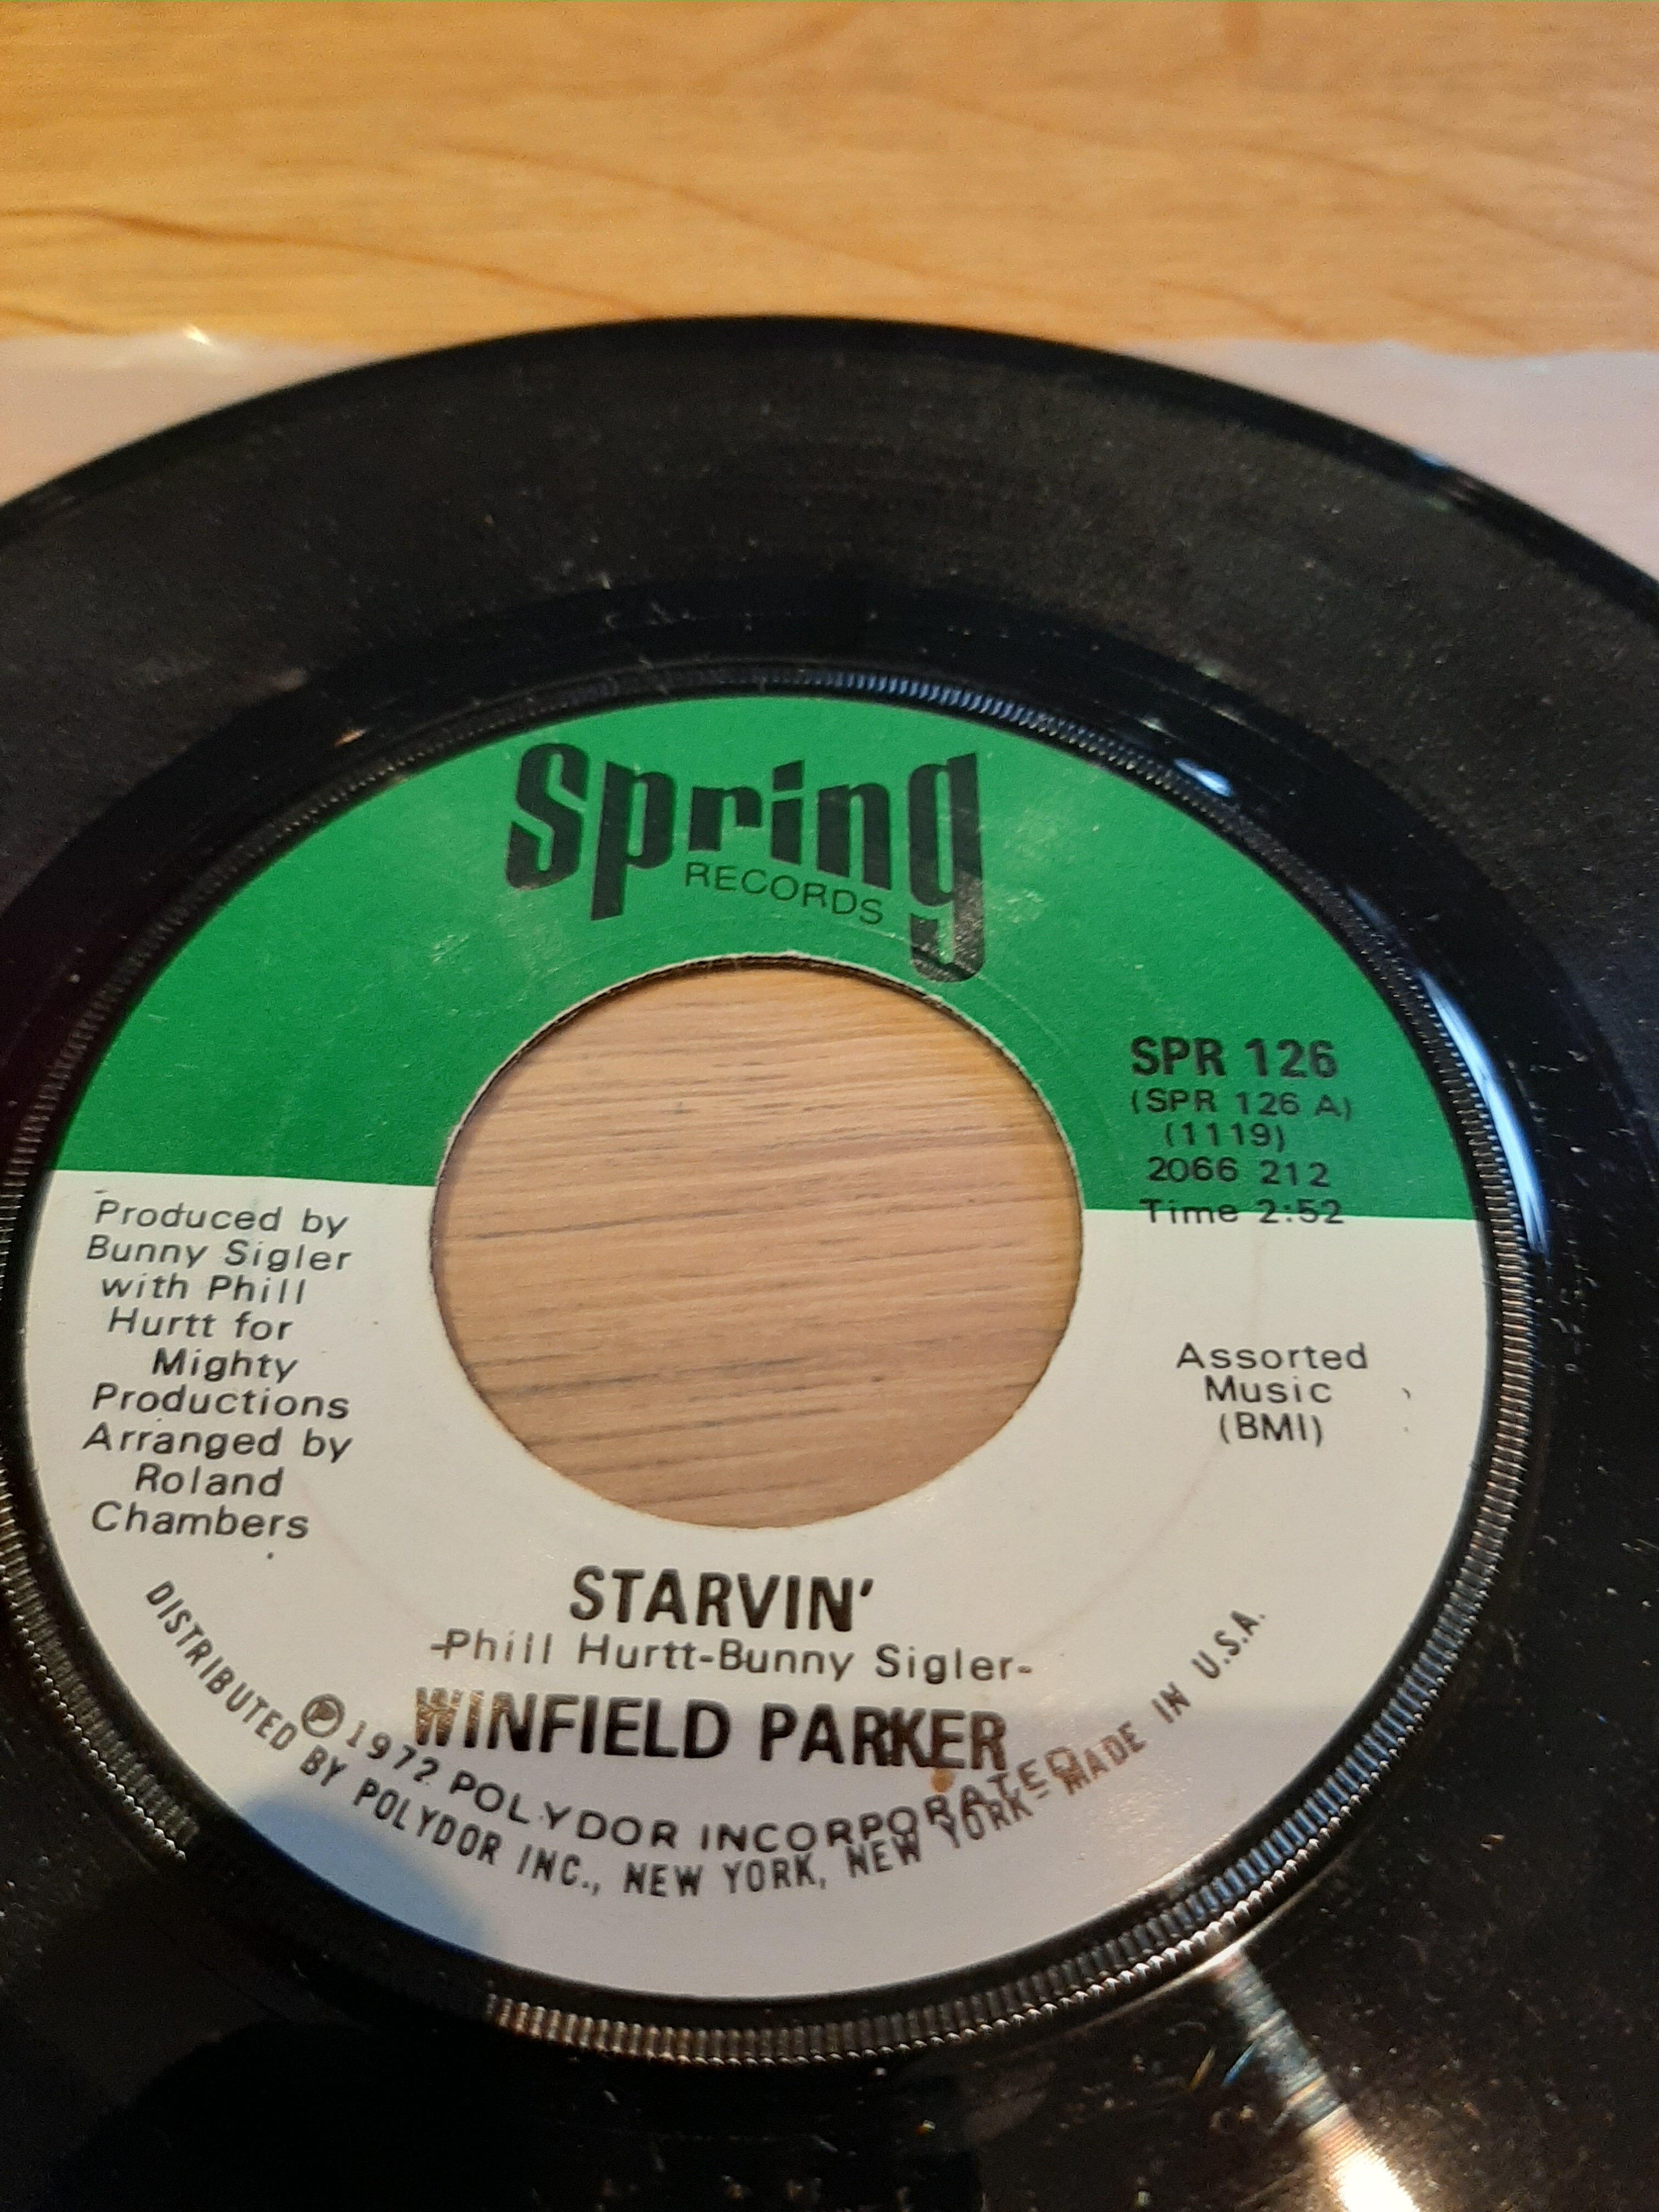 Spring
RECORDS
SPR 126
(SPR 126 A)
(1119)
2066 212
Time 2:52
Produced by
Bunny Sigler
with Phill
Hurtt for
Mighty
Productions
Arranged by
Roland
Chambers
Assorted
Music
(BMI)
STARVIN'
-Phill Hurtt-Bunny Sigler-
WINFIELD PARKER
℗ 1972 POLYDOR INCORPORATED
DISTRIBUTED BY POLYDOR INC., NEW YORK, NEW YORK - MADE IN U.S.A.